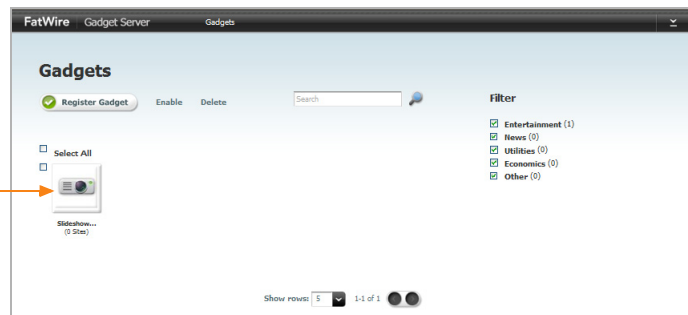 FatWire Gadget Server Gadgets
Gadgets
Register Gadget Enable Delete Search
Filter
Entertainment (1)
News (0)
Utilities (0)
Economics (0)
Other (0)
Select All
Slideshow...
(0 Sites)
Show rows: 5 1-1 of 1